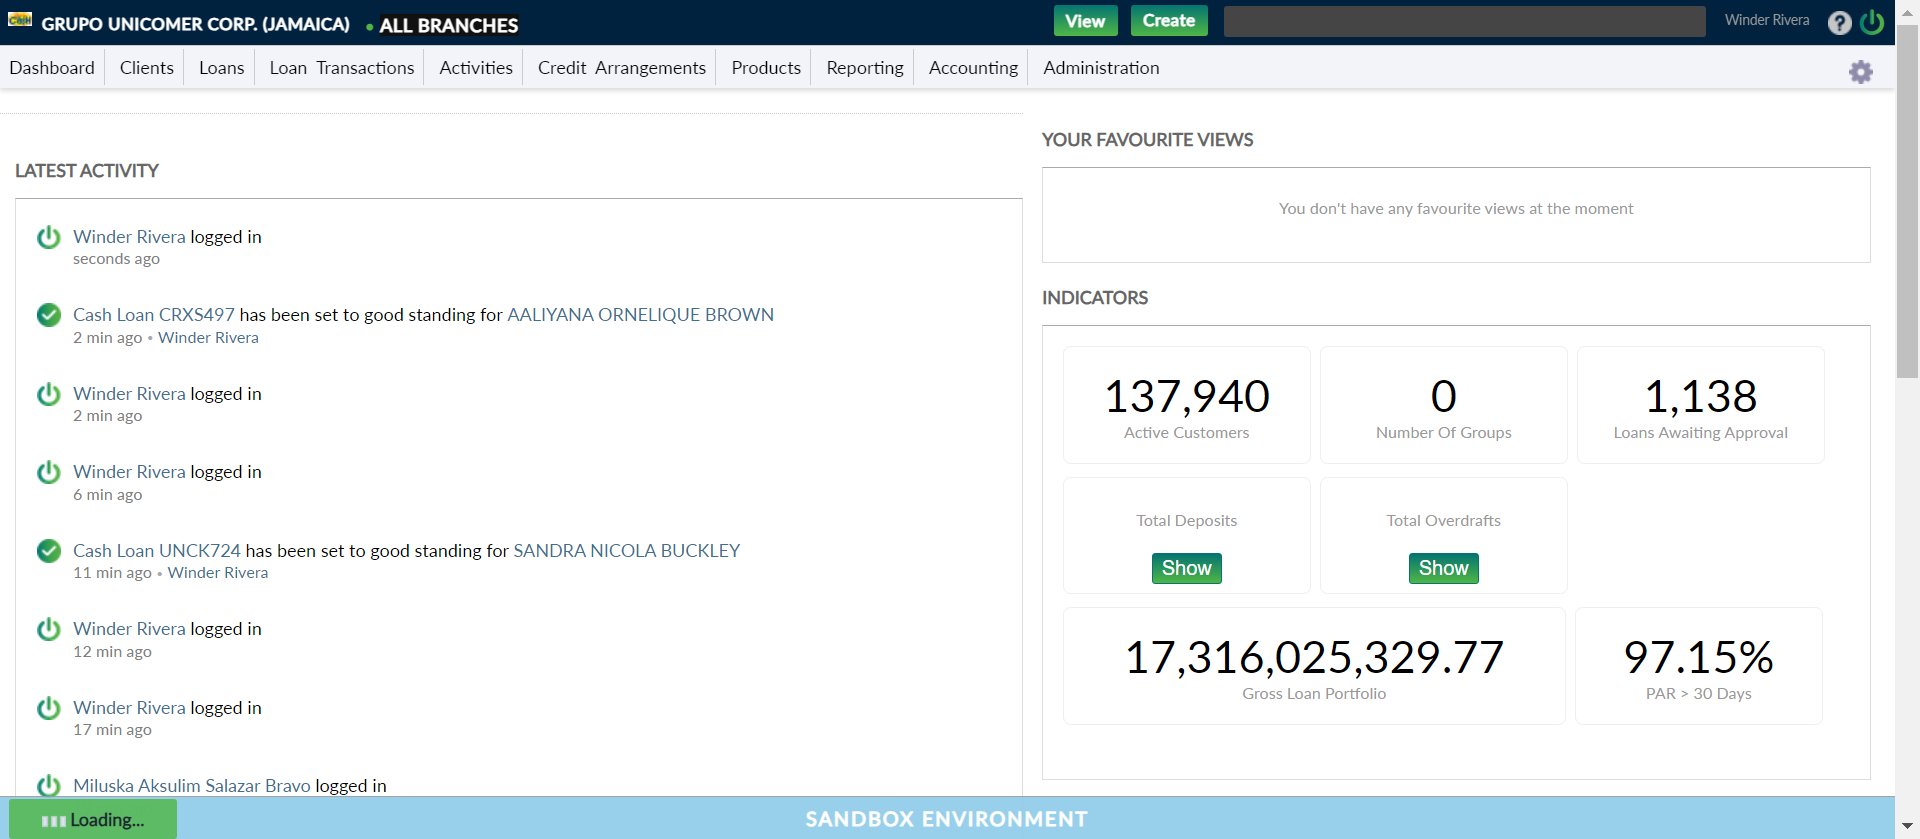 Cash GRUPO UNICOMER CORP. (JAMAICA) • ALL BRANCHES View Create Winder Rivera ?
Dashboard Clients Loans Loan Transactions Activities Credit Arrangements Products Reporting Accounting Administration
LATEST ACTIVITY
Winder Rivera logged in
seconds ago
Cash Loan CRXS497 has been set to good standing for AALIYANA ORNELIQUE BROWN
2 min ago • Winder Rivera
Winder Rivera logged in
2 min ago
Winder Rivera logged in
6 min ago
Cash Loan UNCK724 has been set to good standing for SANDRA NICOLA BUCKLEY
11 min ago • Winder Rivera
Winder Rivera logged in
12 min ago
Winder Rivera logged in
17 min ago
Miluska Aksulim Salazar Bravo logged in
YOUR FAVOURITE VIEWS
You don't have any favourite views at the moment
INDICATORS
137,940
Active Customers
0
Number Of Groups
1,138
Loans Awaiting Approval
Total Deposits
Show
Total Overdrafts
Show
17,316,025,329.77
Gross Loan Portfolio
97.15%
PAR > 30 Days
Loading...
SANDBOX ENVIRONMENT